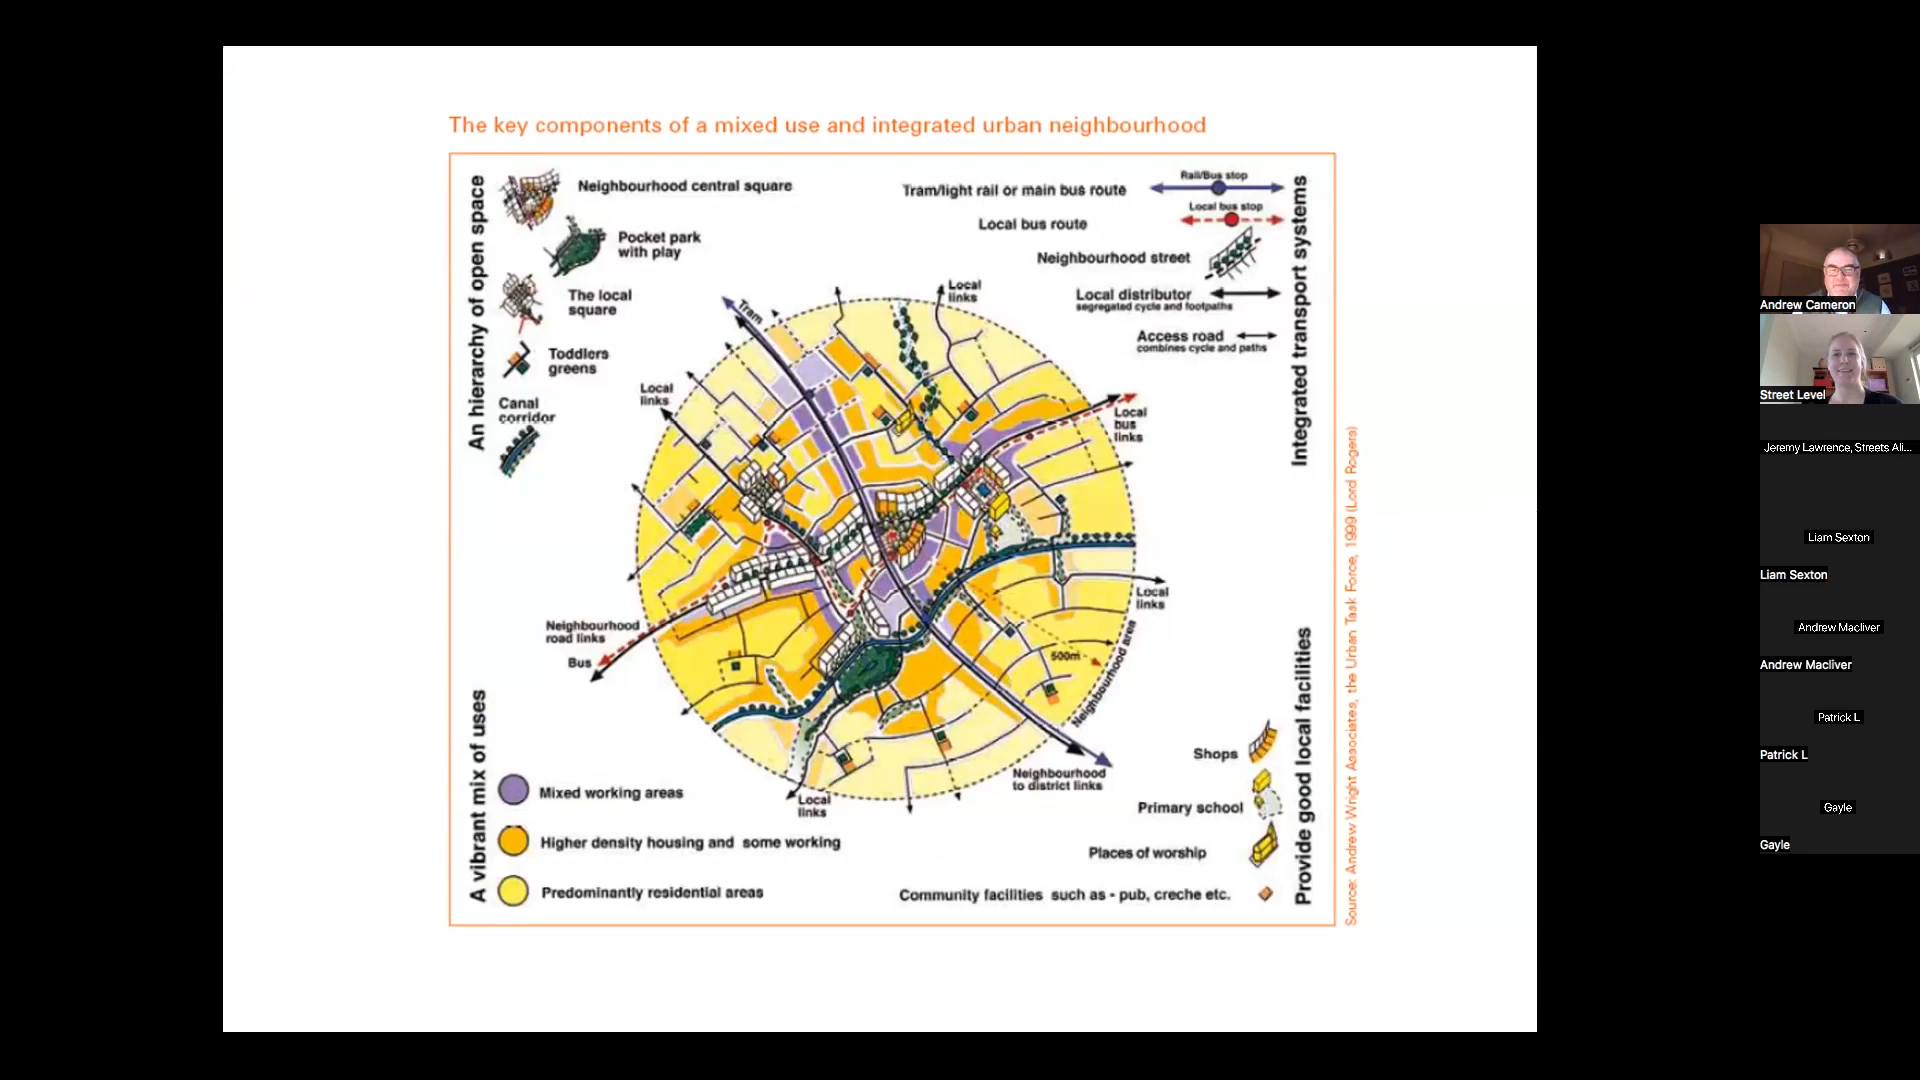 The key components of a mixed use and integrated urban neighbourhood
An hierarchy of open space
Neighbourhood central square
Pocket park
with play
The local
square
Toddlers
greens
Canal
corridor
Integrated transport systems
Rail/Bus stop
Tram/light rail or main bus route
Local bus stop
Local bus route
Neighbourhood street
Local distributor
segregated cycle and footpaths
Access road
combines cycle and paths
Tram
Local
links
Local
links
Local
bus
links
Local
links
Neighbourhood
road links
Bus
500m
Neighbourhood area
Neighbourhood
to district links
Local
links
A vibrant mix of uses
Mixed working areas
Higher density housing and some working
Predominantly residential areas
Provide good local facilities
Shops
Primary school
Places of worship
Community facilities such as - pub, creche etc.
Source: Andrew Wright Associates, the Urban Task Force, 1999 (Lord Rogers)
Andrew Cameron
Street Level
Jeremy Lawrence, Streets Ali...
Liam Sexton
Liam Sexton
Andrew Macliver
Andrew Macliver
Patrick L
Patrick L
Gayle
Gayle